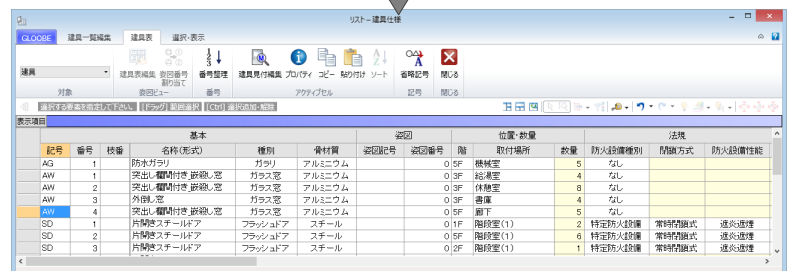 リスト－建具仕様
GLOOBE 建具一覧編集 建具表 選択・表示
建具
建具表編集 姿図番号割り当て 番号整理 建具見付編集 プロパティ コピー 貼り付け ソート 省略記号 閉じる
対象 姿図ビュー 番号 アクティブセル 記号 閉じる
選択する要素を指定して下さい。 [ドラッグ] 範囲選択 [Ctrl] 選択追加・解除
表示項目
基本 姿図 位置・数量 法規
記号 番号 枝番 名称(形式) 種別 骨材質 姿図記号 姿図番号 階 取付場所 数量 防火設備種別 閉鎖方式 防火設備性能
AG 1 防水ガラリ ガラリ アルミニウム 0 5F 機械室 5 なし
AW 1 突出し欄間付き_嵌殺し窓 ガラス窓 アルミニウム 0 3F 給湯室 4 なし
AW 2 突出し欄間付き_嵌殺し窓 ガラス窓 アルミニウム 0 3F 休憩室 8 なし
AW 3 外倒し窓 ガラス窓 アルミニウム 0 3F 書庫 4 なし
AW 4 突出し欄間付き_嵌殺し窓 ガラス窓 アルミニウム 0 5F 廊下 5 なし
SD 1 片開きスチールドア フラッシュドア スチール 0 1F 階段室(1) 2 特定防火設備 常時閉鎖式 遮炎遮煙
SD 2 片開きスチールドア フラッシュドア スチール 0 5F 階段室(1) 6 特定防火設備 常時閉鎖式 遮炎遮煙
SD 3 片開きスチールドア フラッシュドア スチール 0 2F 階段室(1) 1 特定防火設備 常時閉鎖式 遮炎遮煙